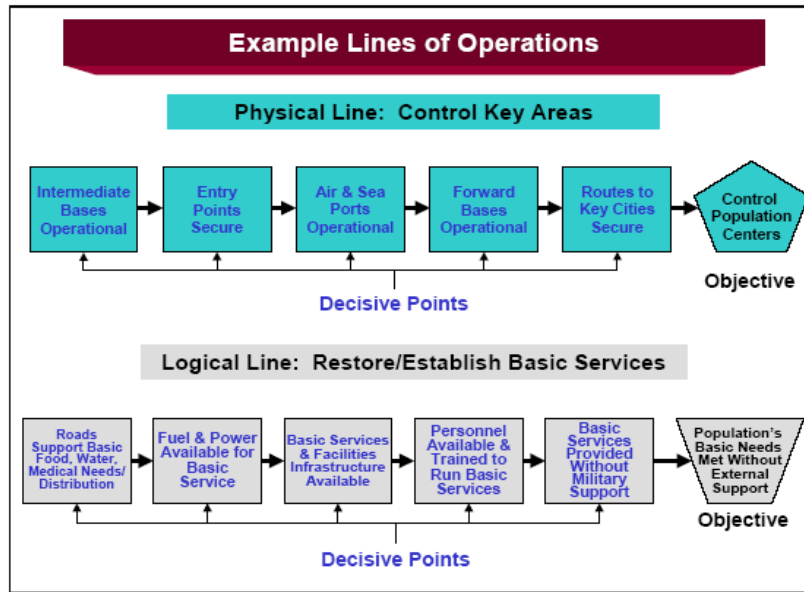 Example Lines of Operations
Physical Line: Control Key Areas
Intermediate
Bases
Operational
Entry
Points
Secure
Air & Sea
Ports
Operational
Forward
Bases
Operational
Routes to
Key Cities
Secure
Control
Population
Centers
Objective
Decisive Points
Logical Line: Restore/Establish Basic Services
Roads
Support Basic
Food, Water,
Medical Needs/
Distribution
Fuel & Power
Available for
Basic
Service
Basic Services
& Facilities
Infrastructure
Available
Personnel
Available &
Trained to
Run Basic
Services
Basic
Services
Provided
Without
Military
Support
Population's
Basic Needs
Met Without
External
Support
Objective
Decisive Points